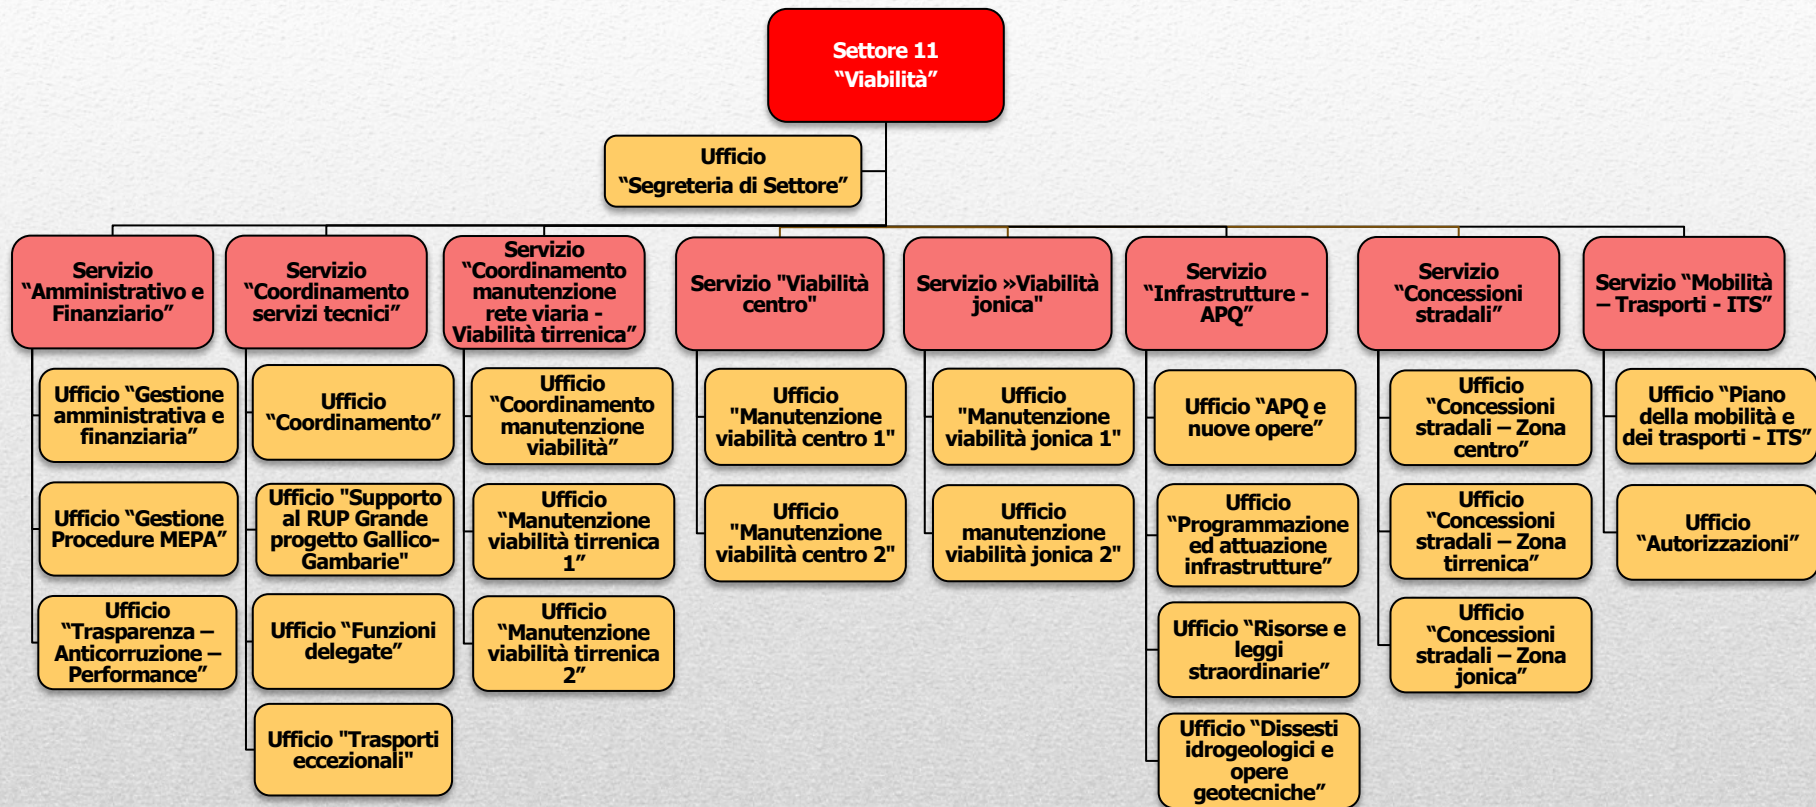 Settore 11
“Viabilità”
Ufficio
“Segreteria di Settore”
Servizio
“Amministrativo e
Finanziario”
Servizio
“Coordinamento
servizi tecnici”
Servizio
“Coordinamento
manutenzione
rete viaria -
Viabilità tirrenica”
Servizio "Viabilità
centro"
Servizio »Viabilità
jonica"
Servizio
“Infrastrutture -
APQ”
Servizio
“Concessioni
stradali”
Servizio “Mobilità
– Trasporti - ITS”
Ufficio “Gestione
amministrativa e
finanziaria”
Ufficio “Gestione
Procedure MEPA”
Ufficio
“Trasparenza –
Anticorruzione –
Performance”
Ufficio
“Coordinamento”
Ufficio "Supporto
al RUP Grande
progetto Gallico-
Gambarie"
Ufficio “Funzioni
delegate”
Ufficio "Trasporti
eccezionali"
Ufficio
“Coordinamento
manutenzione
viabilità”
Ufficio
“Manutenzione
viabilità tirrenica
1”
Ufficio
“Manutenzione
viabilità tirrenica
2”
Ufficio
"Manutenzione
viabilità centro 1"
Ufficio
"Manutenzione
viabilità centro 2"
Ufficio
"Manutenzione
viabilità jonica 1"
Ufficio
manutenzione
viabilità jonica 2"
Ufficio “APQ e
nuove opere”
Ufficio
“Programmazione
ed attuazione
infrastrutture”
Ufficio “Risorse e
leggi
straordinarie”
Ufficio “Dissesti
idrogeologici e
opere
geotecniche”
Ufficio
“Concessioni
stradali – Zona
centro”
Ufficio
“Concessioni
stradali – Zona
tirrenica”
Ufficio
“Concessioni
stradali – Zona
jonica”
Ufficio “Piano
della mobilità e
dei trasporti - ITS”
Ufficio
“Autorizzazioni”